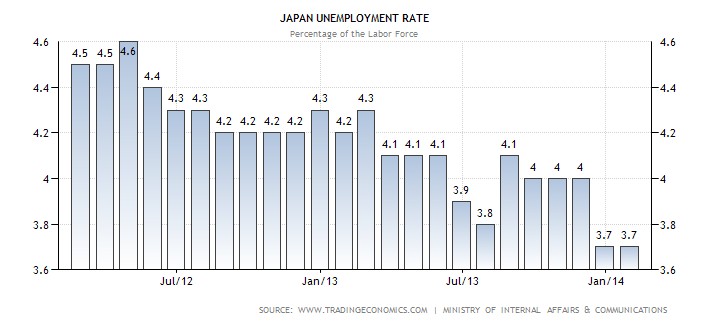 JAPAN UNEMPLOYMENT RATE
Percentage of the Labor Force
4.6 4.6
4.5 4.5 4.6 4.4 4.3 4.3 4.2 4.2 4.2 4.2 4.3 4.2 4.3 4.1 4.1 4.1 3.9 3.8 4.1 4 4 4 3.7 3.7
4.4 4.4
4.2 4.2
4 4
3.8 3.8
3.6 3.6
Jul/12 Jan/13 Jul/13 Jan/14
SOURCE: WWW.TRADINGECONOMICS.COM | MINISTRY OF INTERNAL AFFAIRS & COMMUNICATIONS